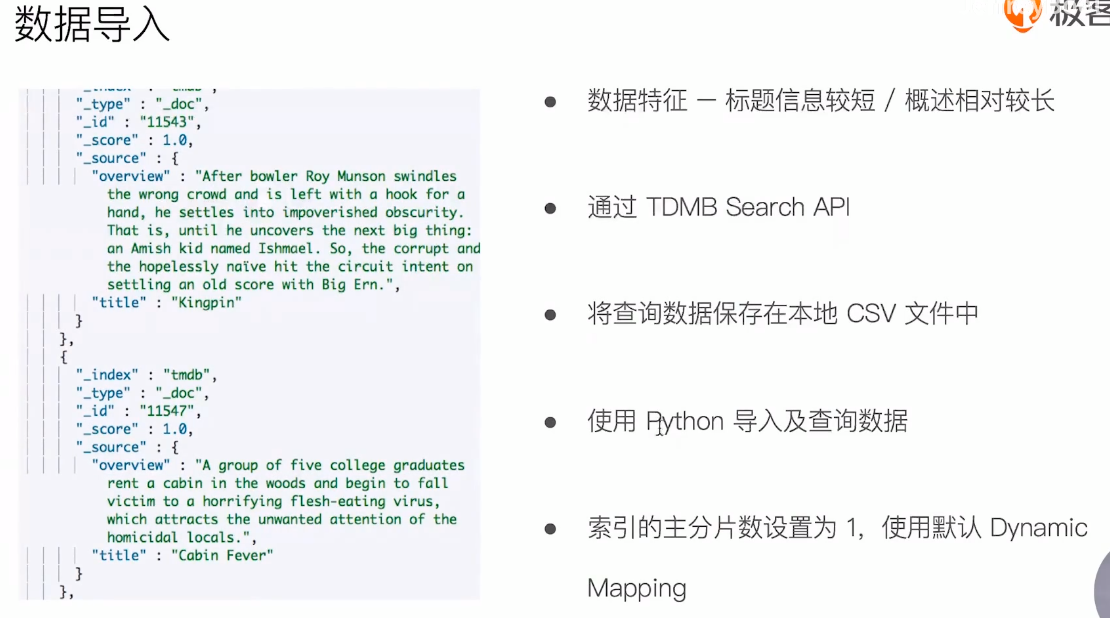 数据导入
极客
"_index" : "tmdb",
"_type" : "_doc",
"_id" : "11543",
"_score" : 1.0,
"_source" : {
"overview" : "After bowler Roy Munson swindles
the wrong crowd and is left with a hook for a
hand, he settles into impoverished obscurity.
That is, until he uncovers the next big thing:
an Amish kid named Ishmael. So, the corrupt and
the hopelessly naïve hit the circuit intent on
settling an old score with Big Ern.",
"title" : "Kingpin"
}
},
{
"_index" : "tmdb",
"_type" : "_doc",
"_id" : "11547",
"_score" : 1.0,
"_source" : {
"overview" : "A group of five college graduates
rent a cabin in the woods and begin to fall
victim to a horrifying flesh-eating virus,
which attracts the unwanted attention of the
homicidal locals.",
"title" : "Cabin Fever"
}
},
● 数据特征 — 标题信息较短 / 概述相对较长
● 通过 TDMB Search API
● 将查询数据保存在本地 CSV 文件中
● 使用 Python 导入及查询数据
● 索引的主分片数设置为 1，使用默认 Dynamic
Mapping